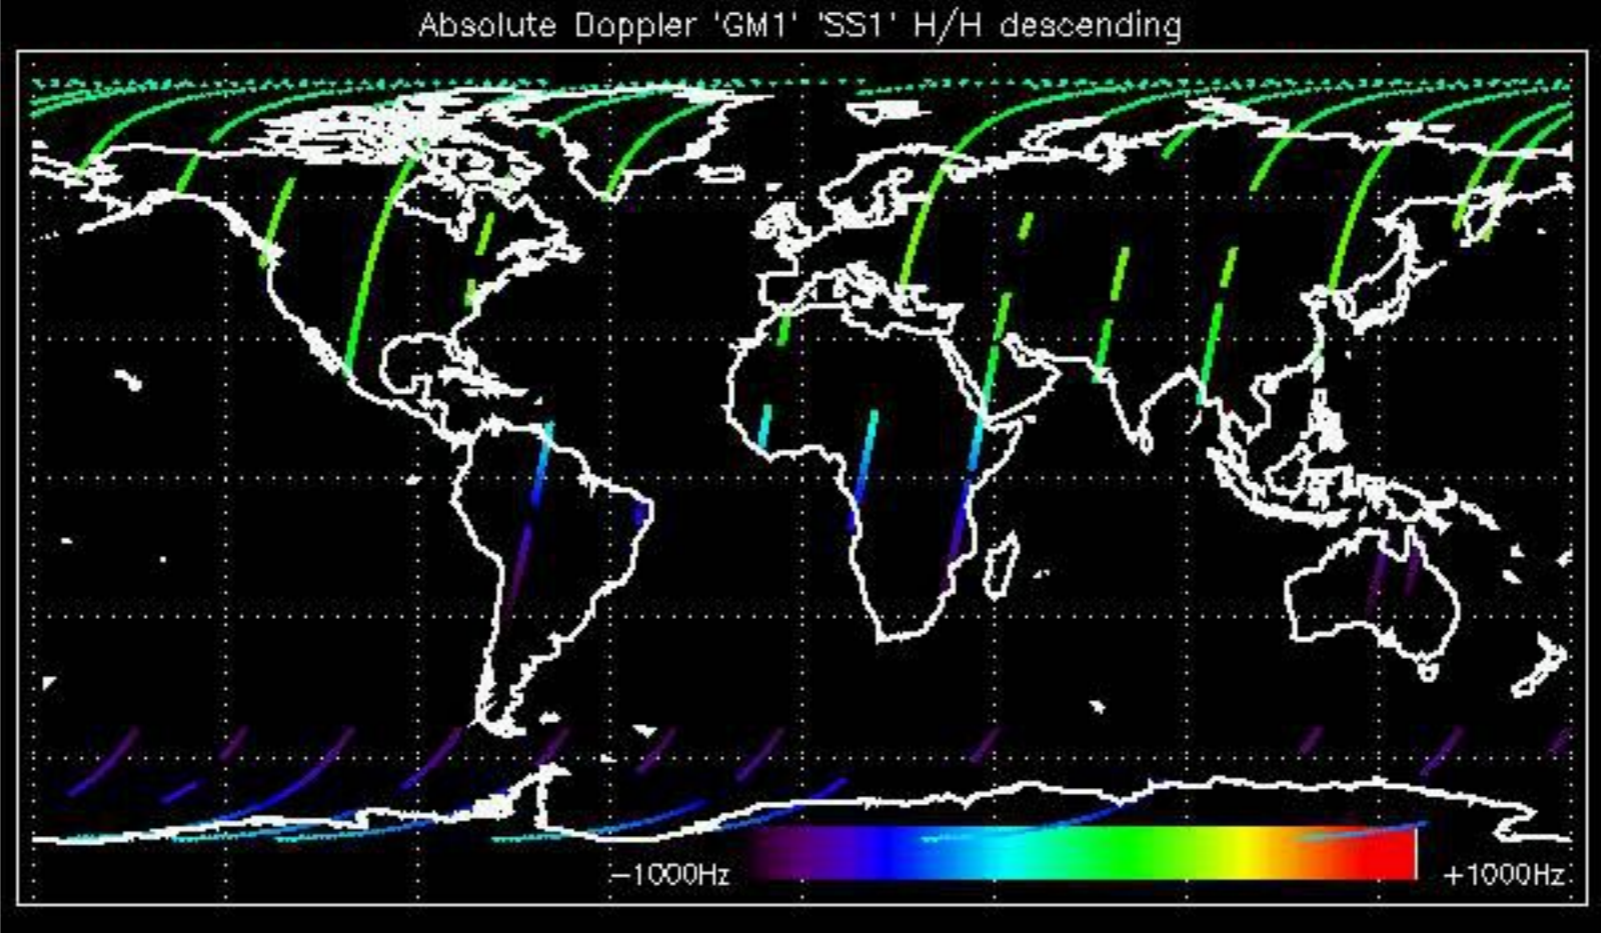 Absolute Doppler 'GM1' 'SS1' H/H descending
−1000Hz
+1000Hz